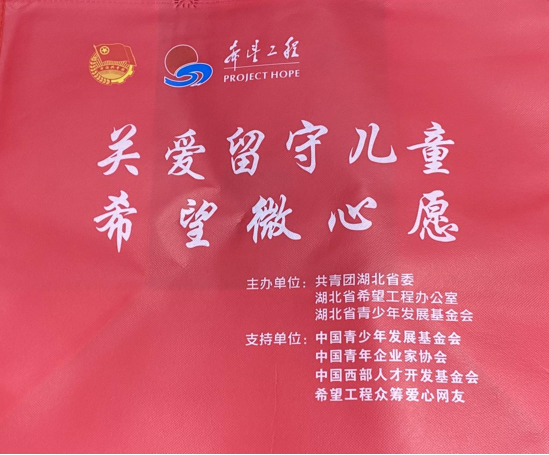 希望工程
PROJECT HOPE
关爱留守儿童
希望微心愿
主办单位：共青团湖北省委
湖北省希望工程办公室
湖北省青少年发展基金会
支持单位：中国青少年发展基金会
中国青年企业家协会
中国西部人才开发基金会
希望工程众筹爱心网友